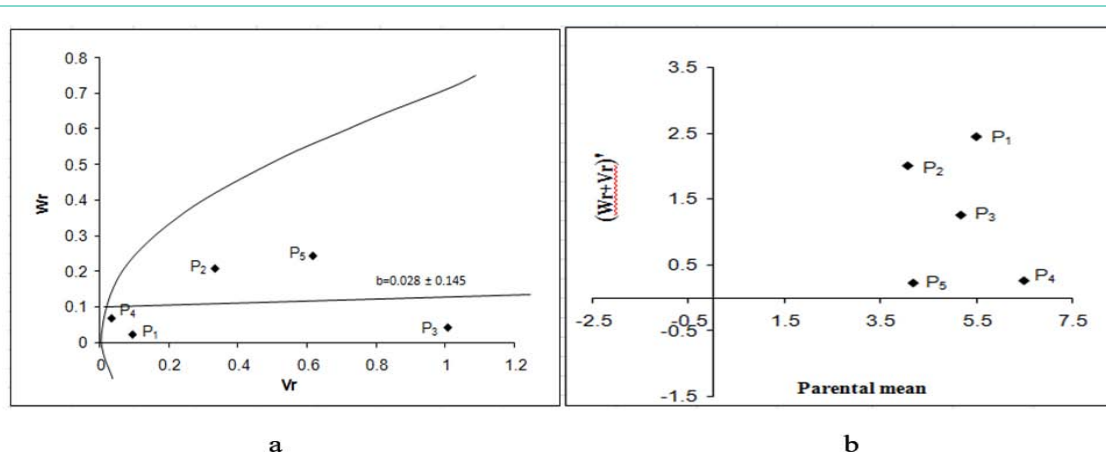 0.8
0.7
0.6
0.5
0.4
0.3
0.2
0.1
0
Wr
P2
P5
b=0.028 ± 0.145
P4
P1
P3
0 0.2 0.4 0.6 0.8 1 1.2
Vr
a
3.5
2.5
1.5
0.5
-0.5
-1.5
(Wr+Vr)'
P1
P2
P3
P5
P4
-2.5 -0.5 1.5 3.5 5.5 7.5
Parental mean
b